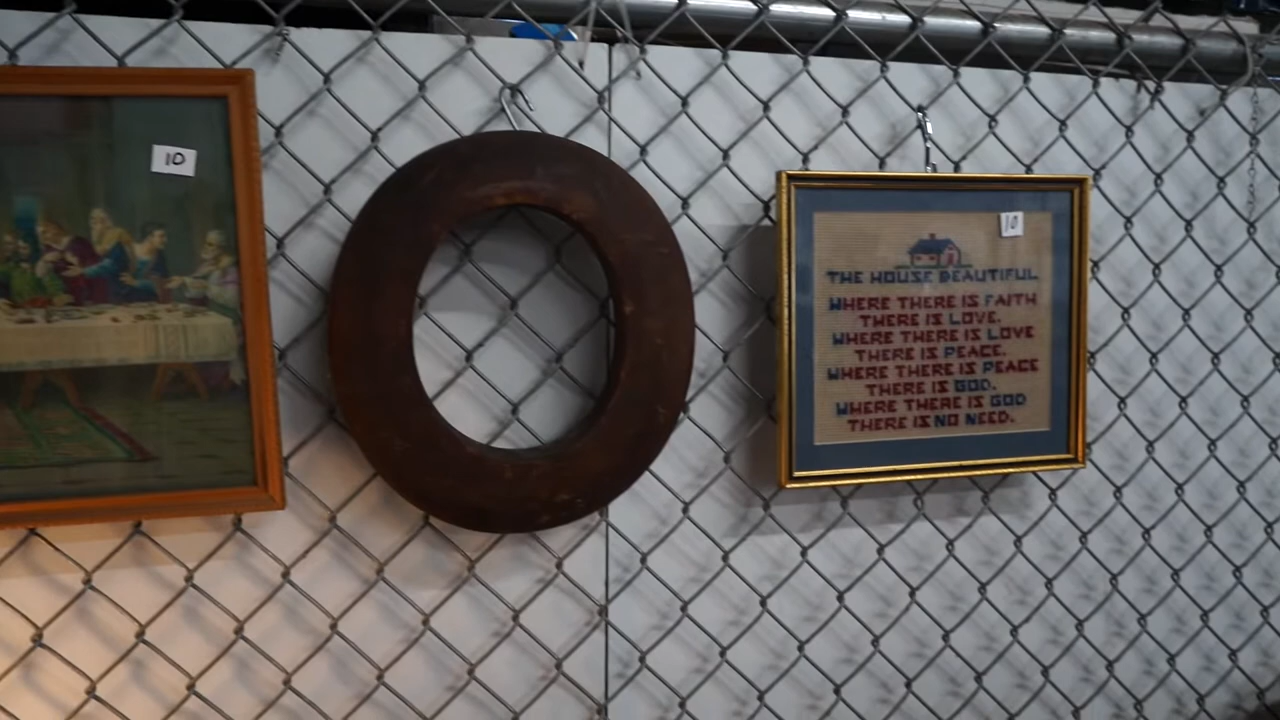 10
10
THE HOUSE BEAUTIFUL
WHERE THERE IS FAITH
THERE IS LOVE.
WHERE THERE IS LOVE
THERE IS PEACE.
WHERE THERE IS PEACE
THERE IS GOD.
WHERE THERE IS GOD
THERE IS NO NEED.